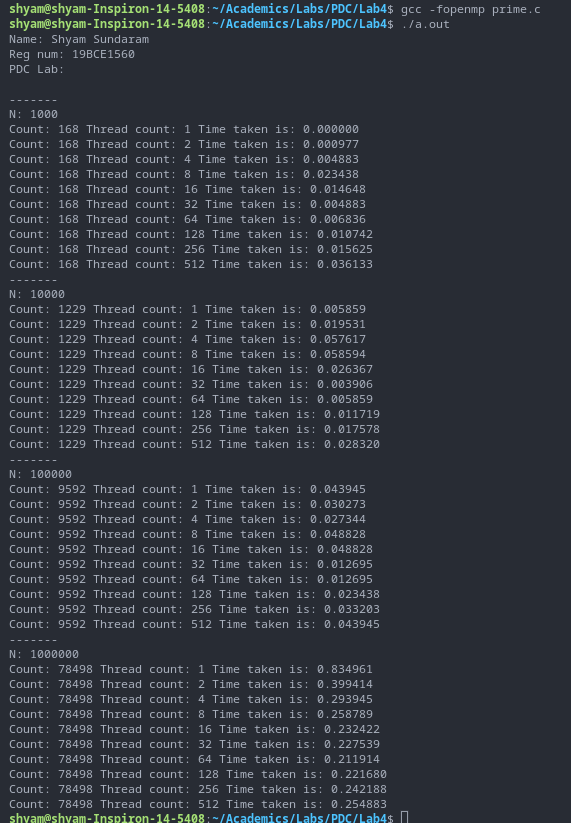 shyam@shyam-Inspiron-14-5408:~/Academics/Labs/PDC/Lab4$ gcc -fopenmp prime.c
shyam@shyam-Inspiron-14-5408:~/Academics/Labs/PDC/Lab4$ ./a.out
Name: Shyam Sundaram
Reg num: 19BCE1560
PDC Lab:
-------
N: 1000
Count: 168 Thread count: 1 Time taken is: 0.000000
Count: 168 Thread count: 2 Time taken is: 0.000977
Count: 168 Thread count: 4 Time taken is: 0.004883
Count: 168 Thread count: 8 Time taken is: 0.023438
Count: 168 Thread count: 16 Time taken is: 0.014648
Count: 168 Thread count: 32 Time taken is: 0.004883
Count: 168 Thread count: 64 Time taken is: 0.006836
Count: 168 Thread count: 128 Time taken is: 0.010742
Count: 168 Thread count: 256 Time taken is: 0.015625
Count: 168 Thread count: 512 Time taken is: 0.036133
-------
N: 10000
Count: 1229 Thread count: 1 Time taken is: 0.005859
Count: 1229 Thread count: 2 Time taken is: 0.019531
Count: 1229 Thread count: 4 Time taken is: 0.057617
Count: 1229 Thread count: 8 Time taken is: 0.058594
Count: 1229 Thread count: 16 Time taken is: 0.026367
Count: 1229 Thread count: 32 Time taken is: 0.003906
Count: 1229 Thread count: 64 Time taken is: 0.005859
Count: 1229 Thread count: 128 Time taken is: 0.011719
Count: 1229 Thread count: 256 Time taken is: 0.017578
Count: 1229 Thread count: 512 Time taken is: 0.028320
-------
N: 100000
Count: 9592 Thread count: 1 Time taken is: 0.043945
Count: 9592 Thread count: 2 Time taken is: 0.030273
Count: 9592 Thread count: 4 Time taken is: 0.027344
Count: 9592 Thread count: 8 Time taken is: 0.048828
Count: 9592 Thread count: 16 Time taken is: 0.048828
Count: 9592 Thread count: 32 Time taken is: 0.012695
Count: 9592 Thread count: 64 Time taken is: 0.012695
Count: 9592 Thread count: 128 Time taken is: 0.023438
Count: 9592 Thread count: 256 Time taken is: 0.033203
Count: 9592 Thread count: 512 Time taken is: 0.043945
-------
N: 1000000
Count: 78498 Thread count: 1 Time taken is: 0.834961
Count: 78498 Thread count: 2 Time taken is: 0.399414
Count: 78498 Thread count: 4 Time taken is: 0.293945
Count: 78498 Thread count: 8 Time taken is: 0.258789
Count: 78498 Thread count: 16 Time taken is: 0.232422
Count: 78498 Thread count: 32 Time taken is: 0.227539
Count: 78498 Thread count: 64 Time taken is: 0.211914
Count: 78498 Thread count: 128 Time taken is: 0.221680
Count: 78498 Thread count: 256 Time taken is: 0.242188
Count: 78498 Thread count: 512 Time taken is: 0.254883
shyam@shyam-Inspiron-14-5408:~/Academics/Labs/PDC/Lab4$